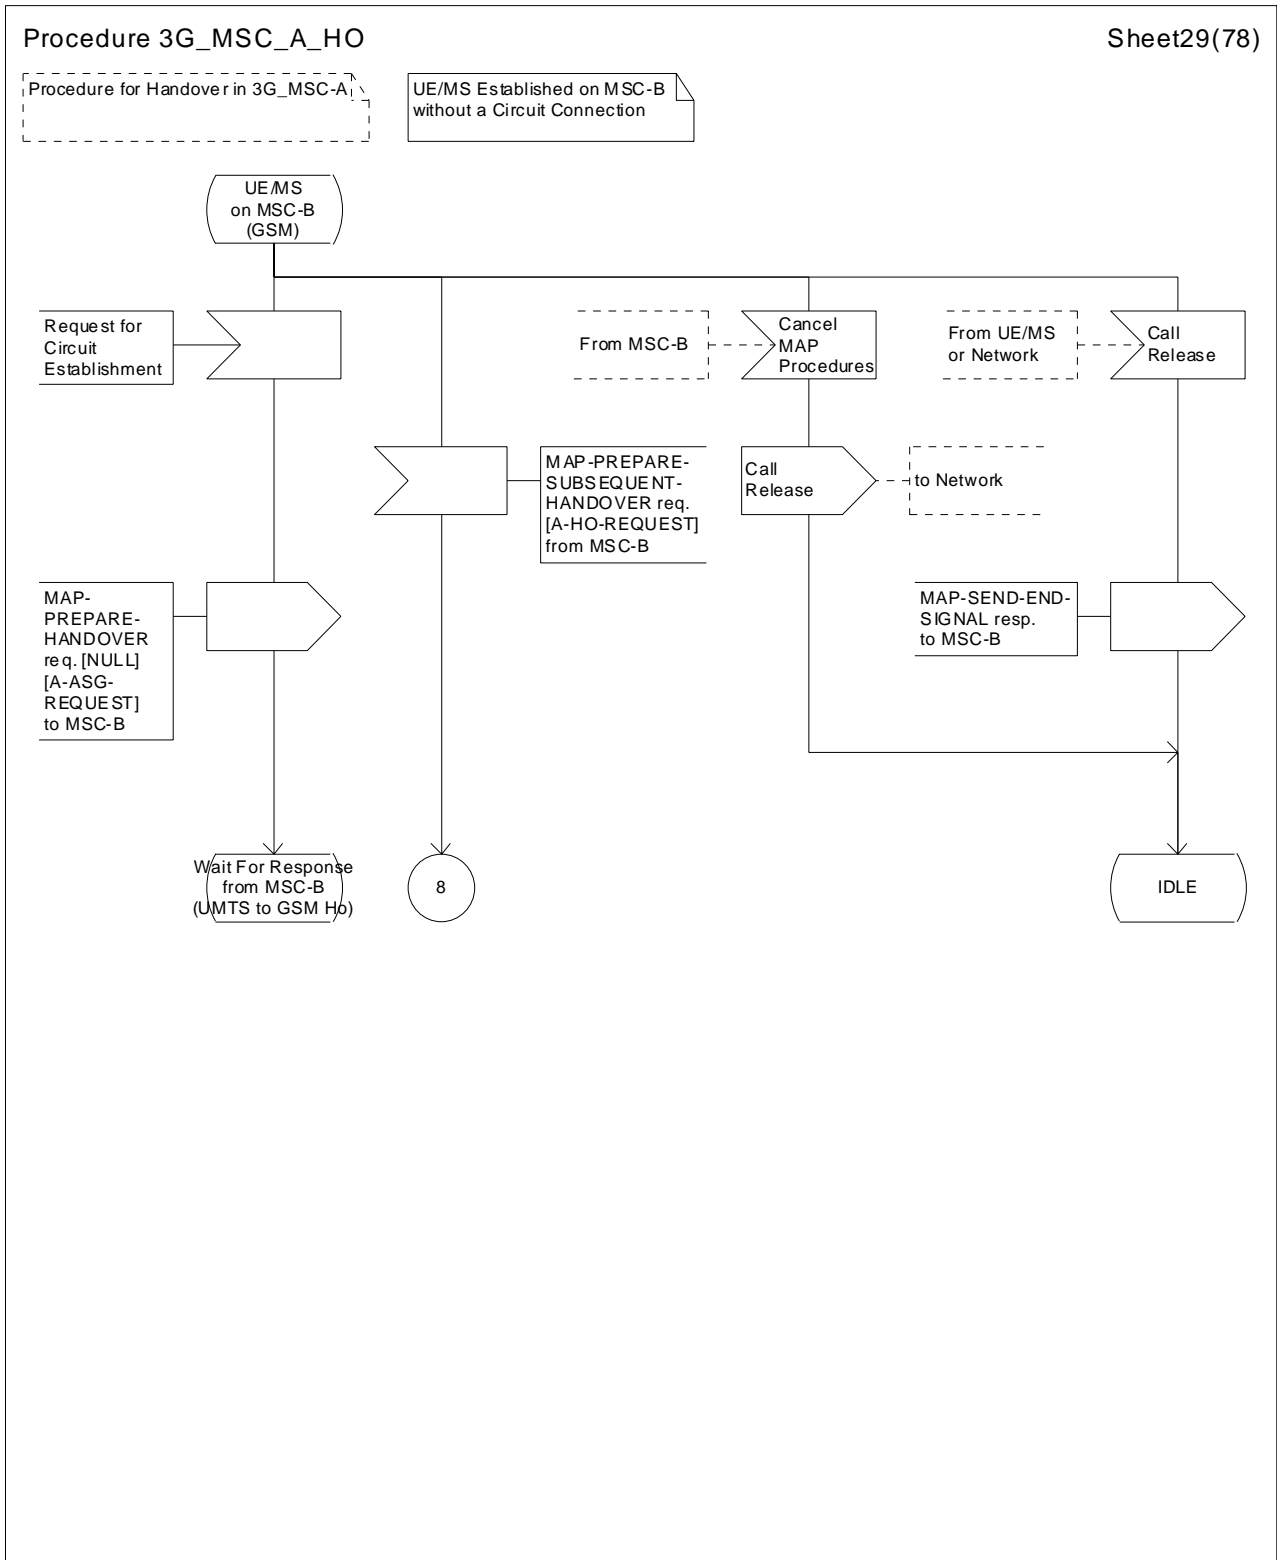 Procedure 3G_MSC_A_HO
Sheet29(78)
Procedure for Handover in 3G_MSC-A
UE/MS Established on MSC-B
without a Circuit Connection
UE/MS
on MSC-B
(GSM)
Request for
Circuit
Establishment
From MSC-B
Cancel
MAP
Procedures
From UE/MS
or Network
Call
Release
MAP-PREPARE-
SUBSEQUENT-
HANDOVER req.
[A-HO-REQUEST]
from MSC-B
Call
Release
to Network
MAP-
PREPARE-
HANDOVER
req. [NULL]
[A-ASG-
REQUEST]
to MSC-B
MAP-SEND-END-
SIGNAL resp.
to MSC-B
Wait For Response
from MSC-B
(UMTS to GSM Ho)
8
IDLE